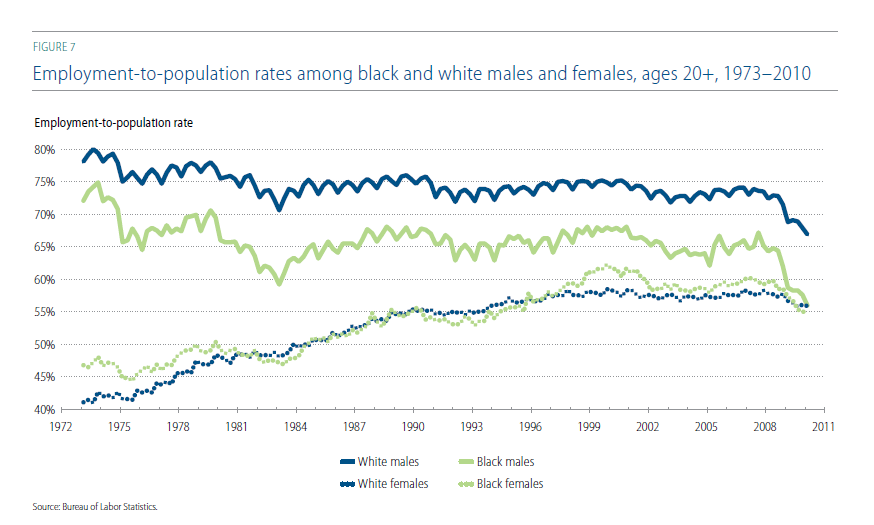 FIGURE 7
Employment-to-population rates among black and white males and females, ages 20+, 1973–2010
Employment-to-population rate
80%
75%
70%
65%
60%
55%
50%
45%
40%
1972 1975 1978 1981 1984 1987 1990 1993 1996 1999 2002 2005 2008 2011
White males Black males
White females Black females
Source: Bureau of Labor Statistics.